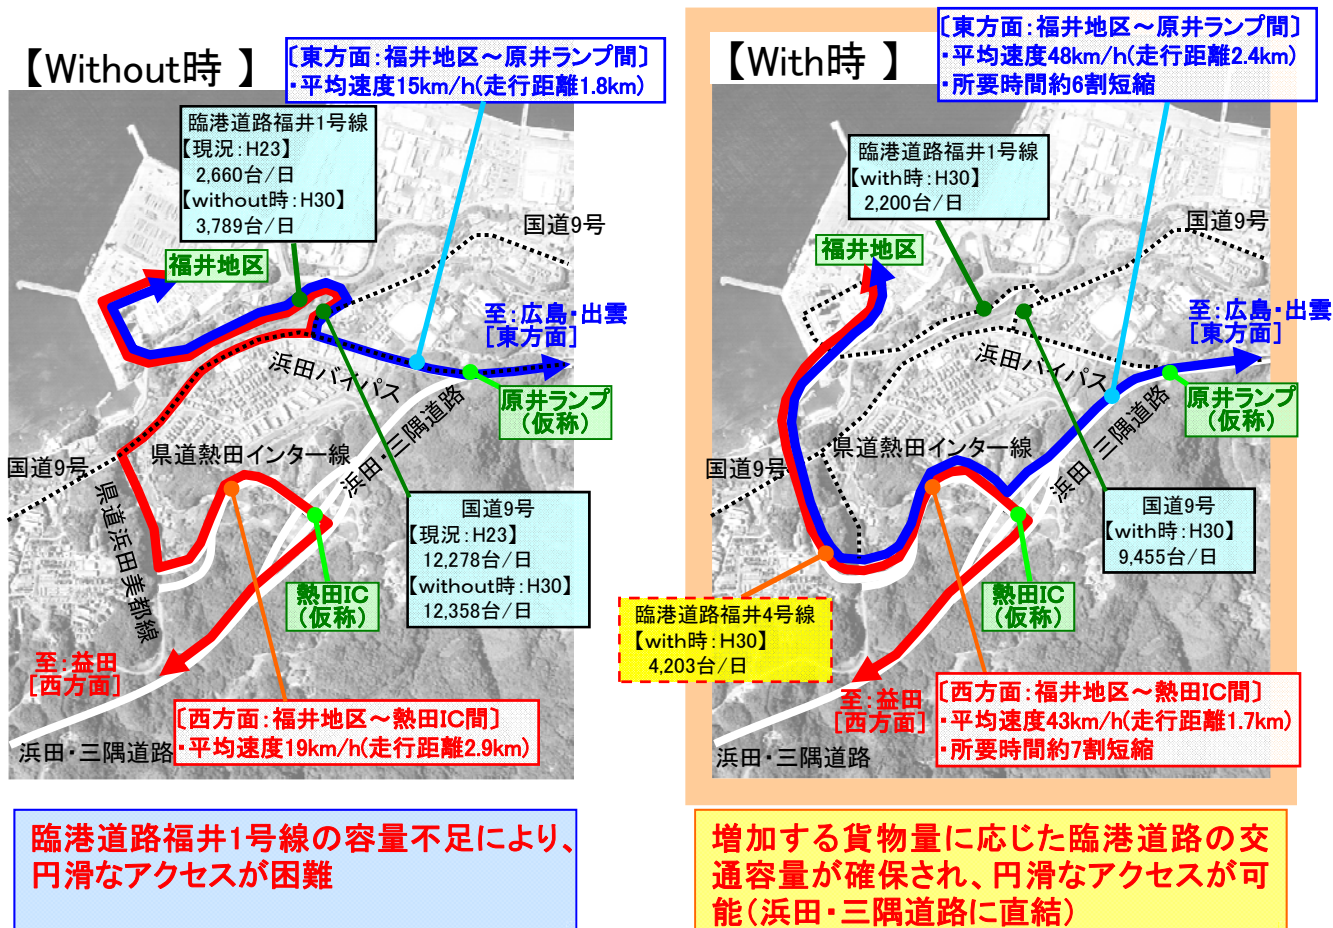 【Without時 】
〔東方面:福井地区～原井ランプ間〕
・平均速度15km/h(走行距離1.8km)
臨港道路福井1号線
【現況:H23】
2,660台/日
【without時:H30】
3,789台/日
国道9号
福井地区
至:広島・出雲
[東方面]
浜田バイパス
原井ランプ
(仮称)
浜田・三隅道路
県道熱田インター線
国道9号
県道浜田美都線
国道9号
【現況:H23】
12,278台/日
【without時:H30】
12,358台/日
熱田IC
(仮称)
至:益田
[西方面]
〔西方面:福井地区～熱田IC間〕
・平均速度19km/h(走行距離2.9km)
浜田・三隅道路
臨港道路福井1号線の容量不足により、
円滑なアクセスが困難
【With時 】
〔東方面:福井地区～原井ランプ間〕
・平均速度48km/h(走行距離2.4km)
・所要時間約6割短縮
臨港道路福井1号線
【with時:H30】
2,200台/日
国道9号
福井地区
至:広島・出雲
[東方面]
浜田バイパス
原井ランプ
(仮称)
浜田・三隅道路
県道熱田インター線
国道9号
国道9号
【with時:H30】
9,455台/日
熱田IC
(仮称)
臨港道路福井4号線
【with時:H30】
4,203台/日
至:益田
[西方面]
〔西方面:福井地区～熱田IC間〕
・平均速度43km/h(走行距離1.7km)
・所要時間約7割短縮
浜田・三隅道路
増加する貨物量に応じた臨港道路の交
通容量が確保され、円滑なアクセスが可
能(浜田・三隅道路に直結)